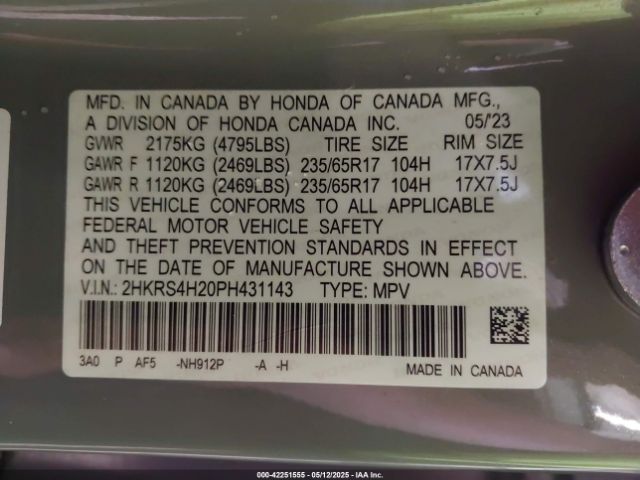 MFD. IN CANADA BY HONDA OF CANADA MFG.,
A DIVISION OF HONDA CANADA INC. 05/'23
GVWR 2175KG (4795LBS) TIRE SIZE RIM SIZE
GAWR F 1120KG (2469LBS) 235/65R17 104H 17X7.5J
GAWR R 1120KG (2469LBS) 235/65R17 104H 17X7.5J
THIS VEHICLE CONFORMS TO ALL APPLICABLE
FEDERAL MOTOR VEHICLE SAFETY
AND THEFT PREVENTION STANDARDS IN EFFECT
ON THE DATE OF MANUFACTURE SHOWN ABOVE.
V.I.N.: 2HKRS4H20PH431143 TYPE: MPV
3A0 P AF5 -NH912P -A -H
MADE IN CANADA
000-42251555 - 05/12/2025 - IAA Inc.